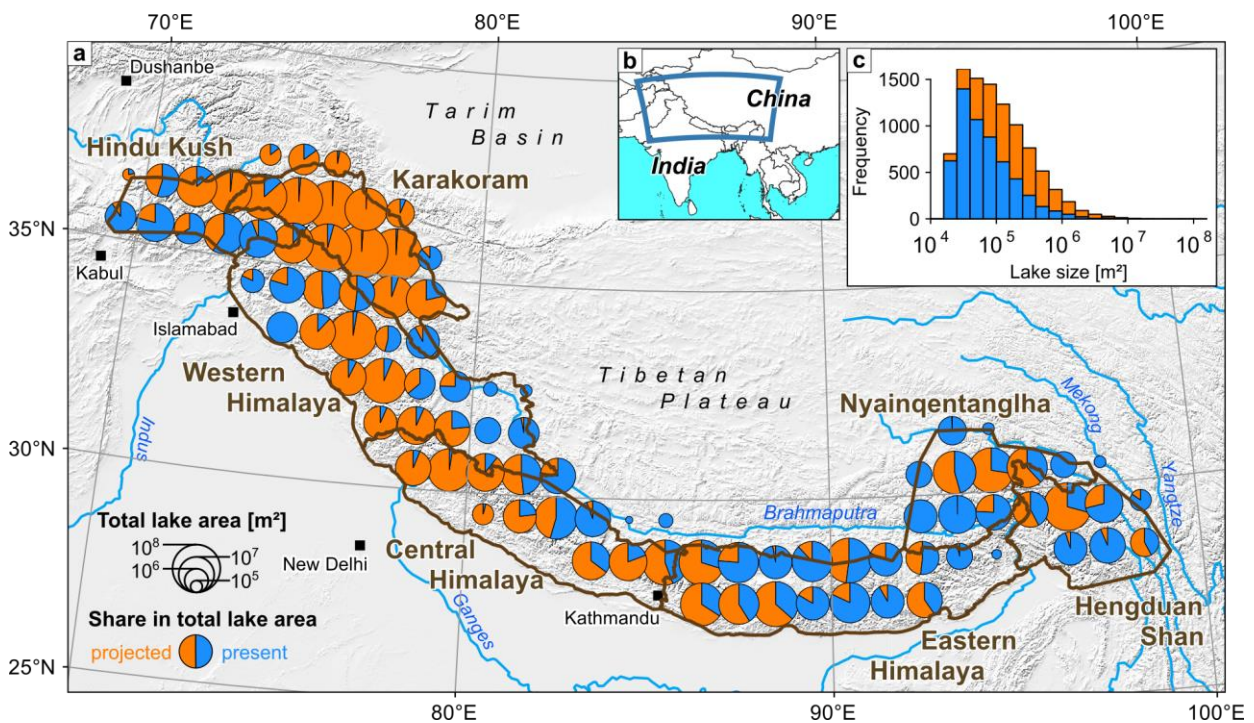 70°E
80°E
90°E
100°E
a
Dushanbe
Tarim
Basin
Hindu Kush
Karakoram
35°N
Kabul
Islamabad
Western
Himalaya
Tibetan
Plateau
Indus
30°N
Nyainqentanglha
Mekong
Yangtze
Brahmaputra
Total lake area [m²]
10⁸
10⁷
10⁶
10⁵
New Delhi
Central
Himalaya
Ganges
Kathmandu
Share in total lake area
projected
present
Eastern
Himalaya
Hengduan
Shan
25°N
80°E
90°E
100°E
b
China
India
c
Frequency
1500
1000
500
0
10⁴
10⁵
10⁶
10⁷
10⁸
Lake size [m²]